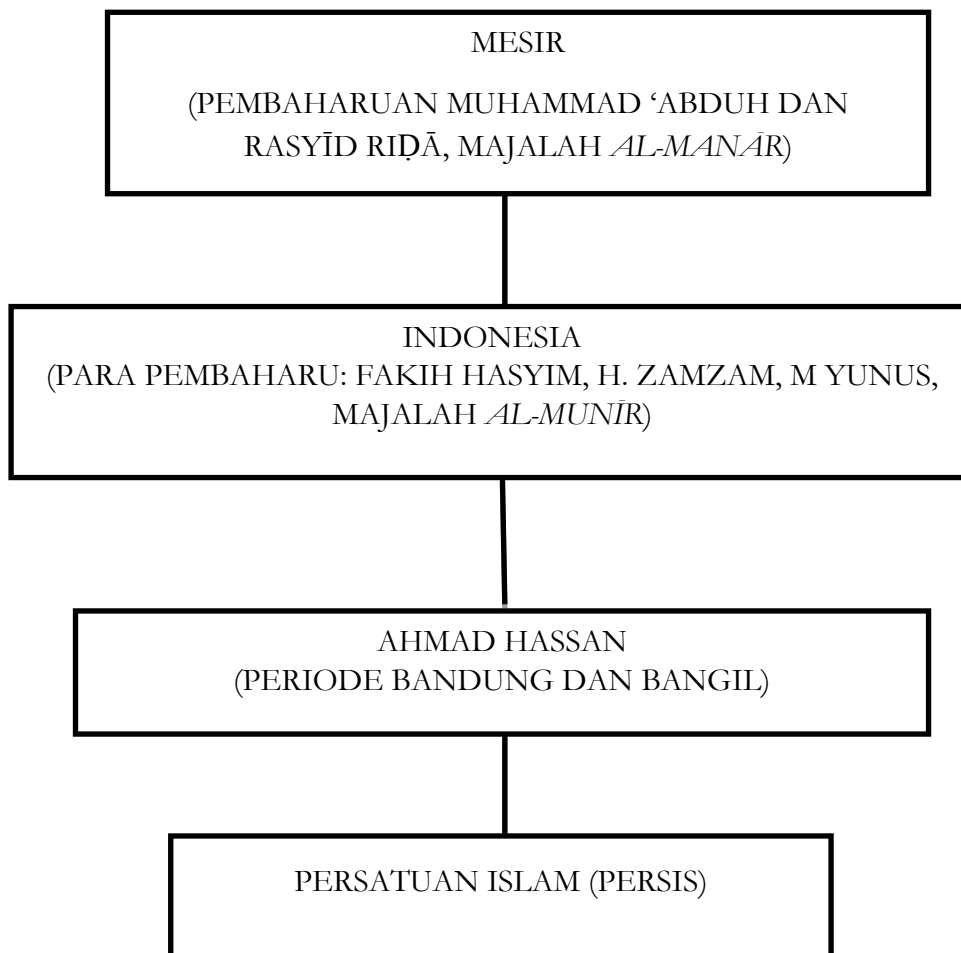 MESIR
(PEMBAHARUAN MUHAMMAD ‘ABDUH DAN
RASYĪD RIḌĀ, MAJALAH AL-MANĀR)
INDONESIA
(PARA PEMBAHARU: FAKIH HASYIM, H. ZAMZAM, M YUNUS,
MAJALAH AL-MUNĪR)
AHMAD HASSAN
(PERIODE BANDUNG DAN BANGIL)
PERSATUAN ISLAM (PERSIS)